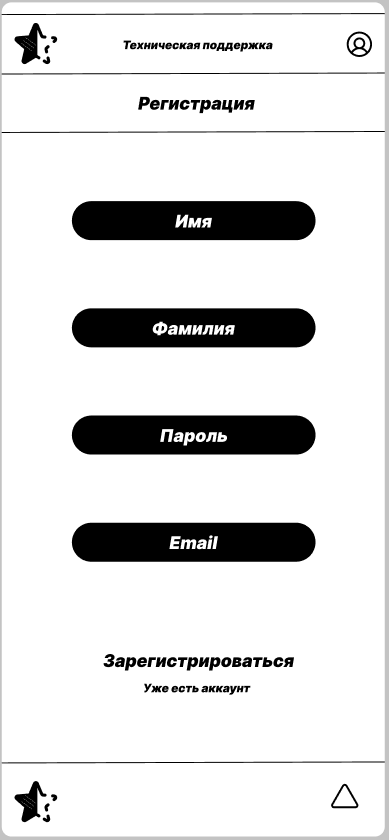 Техническая поддержка
Регистрация
Имя
Фамилия
Пароль
Email
Зарегистрироваться
Уже есть аккаунт